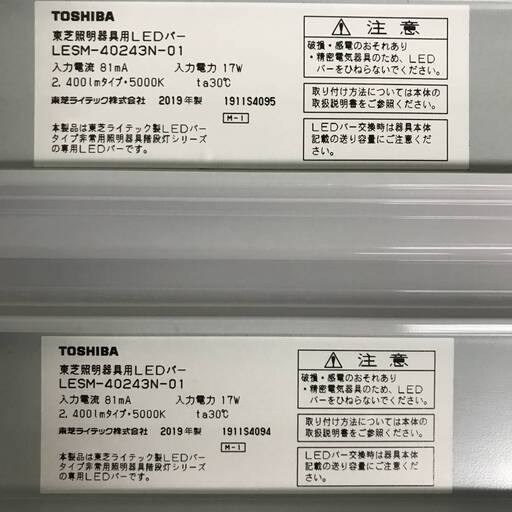 TOSHIBA
東芝照明器具用LEDバー
LESM-40243N-01
入力電流 81mA 入力電力 17W
2,400lmタイプ・5000K ta30℃
東芝ライテック株式会社 2019年製 1911S4095
M-1
本製品は東芝ライテック製LEDバー
タイプ非常用照明器具階段灯シリーズ
の専用LEDバーです。
⚠ 注 意
破損・感電のおそれあり
・精密電気器具のため、LED
バーをひねらないでください。
取り付け方法については本体の
取扱説明書をご参照ください。
LEDバー交換時は器具本体
記載の送り容量にご注意ください。
TOSHIBA
東芝照明器具用LEDバー
LESM-40243N-01
入力電流 81mA 入力電力 17W
2,400lmタイプ・5000K ta30℃
東芝ライテック株式会社 2019年製 1911S4094
M-1
本製品は東芝ライテック製LEDバー
タイプ非常用照明器具階段灯シリーズ
の専用LEDバーです。
⚠ 注 意
破損・感電のおそれあり
・精密電気器具のため、LED
バーをひねらないでください。
取り付け方法については本体の
取扱説明書をご参照ください。
LEDバー交換時は器具本体
記載の送り容量にご注意ください。